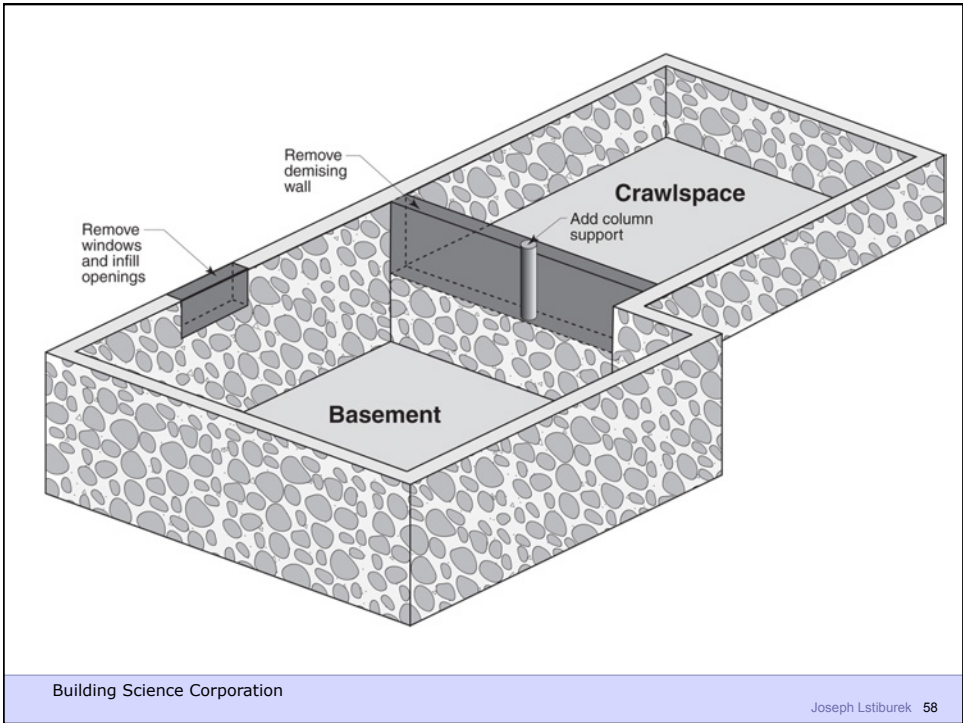 Remove
demising
wall
Crawlspace
Add column
support
Remove
windows
and infill
openings
Basement
Building Science Corporation
Joseph Lstiburek 58